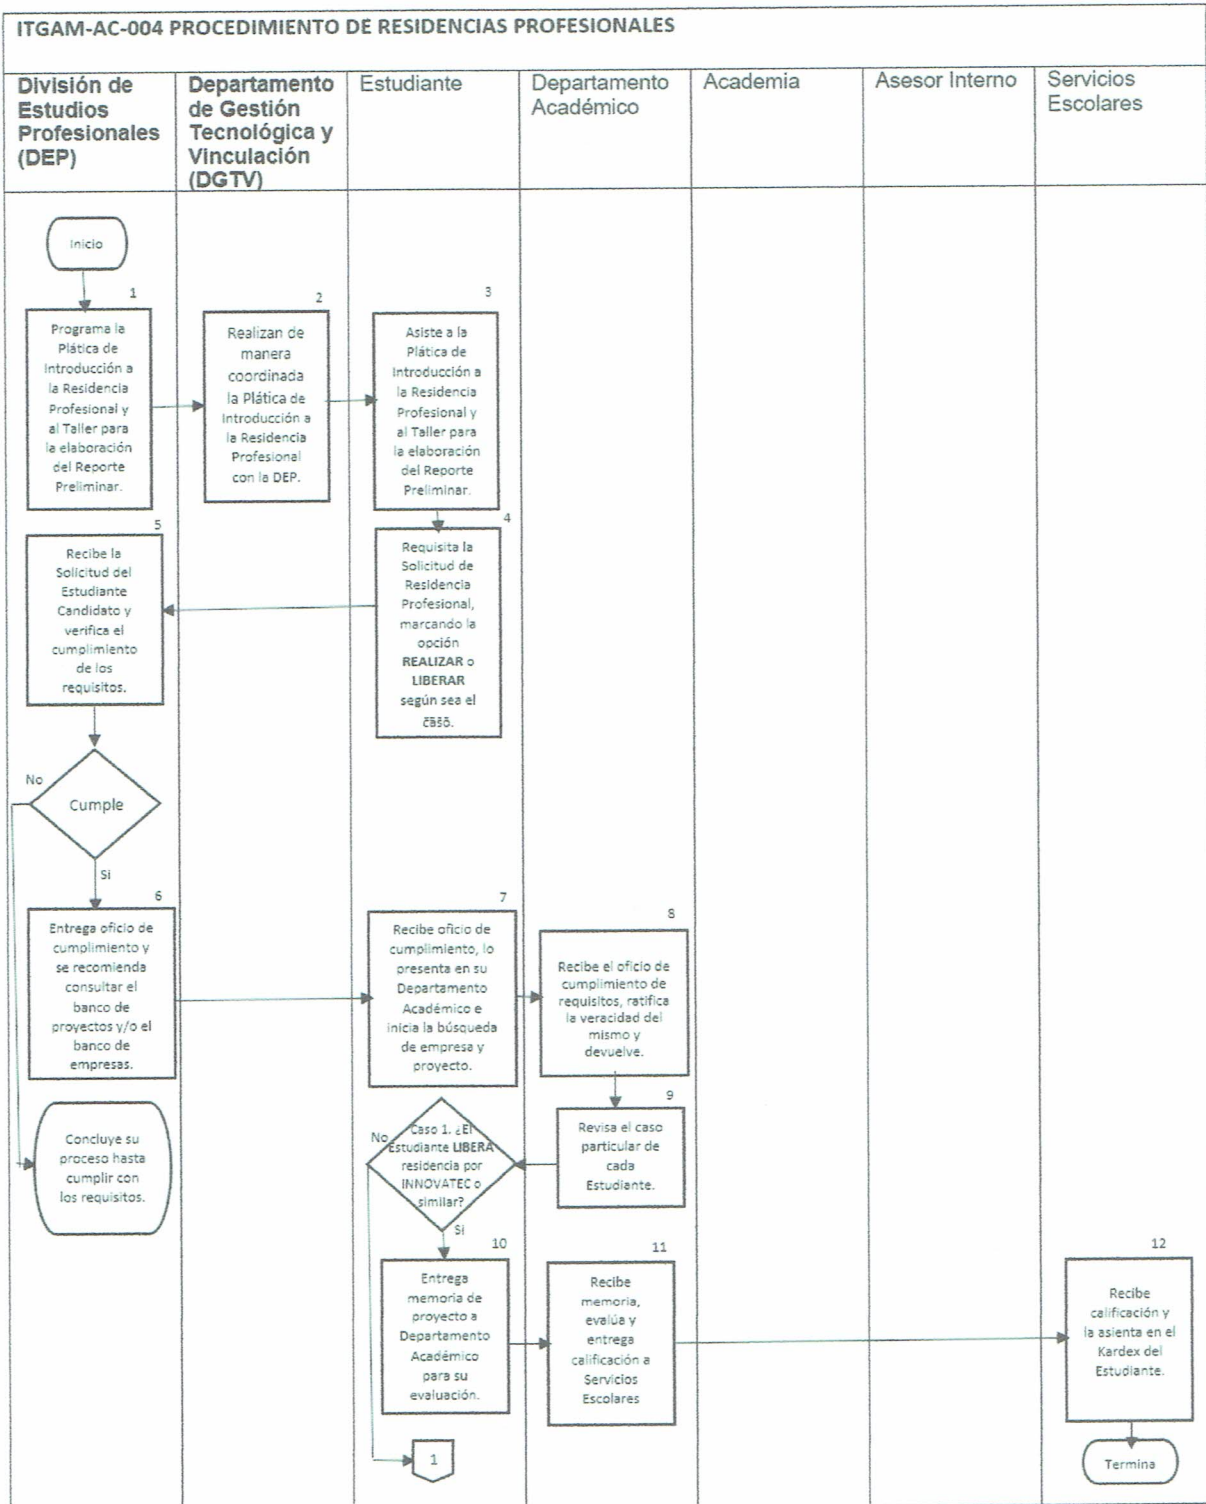 ITGAM-AC-004 PROCEDIMIENTO DE RESIDENCIAS PROFESIONALES
División de
Estudios
Profesionales
(DEP)
Departamento
de Gestión
Tecnológica y
Vinculación
(DGTV)
Estudiante
Departamento
Académico
Academia
Asesor Interno
Servicios
Escolares
Inicio
1
Programa la
Plática de
Introducción a
la Residencia
Profesional y
al Taller para
la elaboración
del Reporte
Preliminar.
2
Realizan de
manera
coordinada
la Plática de
Introducción a
la Residencia
Profesional
con la DEP.
3
Asiste a la
Plática de
Introducción a
la Residencia
Profesional y
al Taller para
la elaboración
del Reporte
Preliminar.
4
Requisita la
Solicitud de
Residencia
Profesional,
marcando la
opción
REALIZAR o
LIBERAR
según sea el
caso.
5
Recibe la
Solicitud del
Estudiante
Candidato y
verifica el
cumplimiento
de los
requisitos.
No
Cumple
Si
6
Entrega oficio de
cumplimiento y
se recomienda
consultar el
banco de
proyectos y/o el
banco de
empresas.
7
Recibe oficio de
cumplimiento, lo
presenta en su
Departamento
Académico e
inicia la búsqueda
de empresa y
proyecto.
8
Recibe el oficio de
cumplimiento de
requisitos, ratifica
la veracidad del
mismo y
devuelve.
Concluye su
proceso hasta
cumplir con
los requisitos.
9
Revisa el caso
particular de
cada
Estudiante.
No
Caso 1. ¿El
Estudiante LIBERA
residencia por
INNOVATEC o
similar?
Si
10
Entrega
memoria de
proyecto a
Departamento
Académico
para su
evaluación.
11
Recibe
memoria,
evalúa y
entrega
calificación a
Servicios
Escolares
12
Recibe
calificación y
la asienta en el
Kardex del
Estudiante.
1
Termina